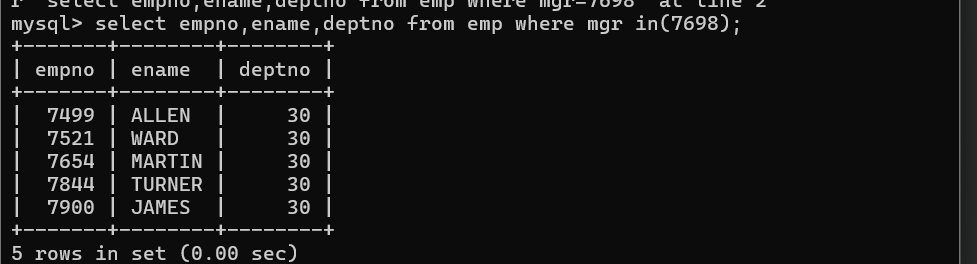 r 'select empno,ename,deptno from emp where mgr=7698' at line 2
mysql> select empno,ename,deptno from emp where mgr in(7698);
+-------+--------+--------+
| empno | ename  | deptno |
+-------+--------+--------+
|  7499 | ALLEN  |     30 |
|  7521 | WARD   |     30 |
|  7654 | MARTIN |     30 |
|  7844 | TURNER |     30 |
|  7900 | JAMES  |     30 |
+-------+--------+--------+
5 rows in set (0.00 sec)